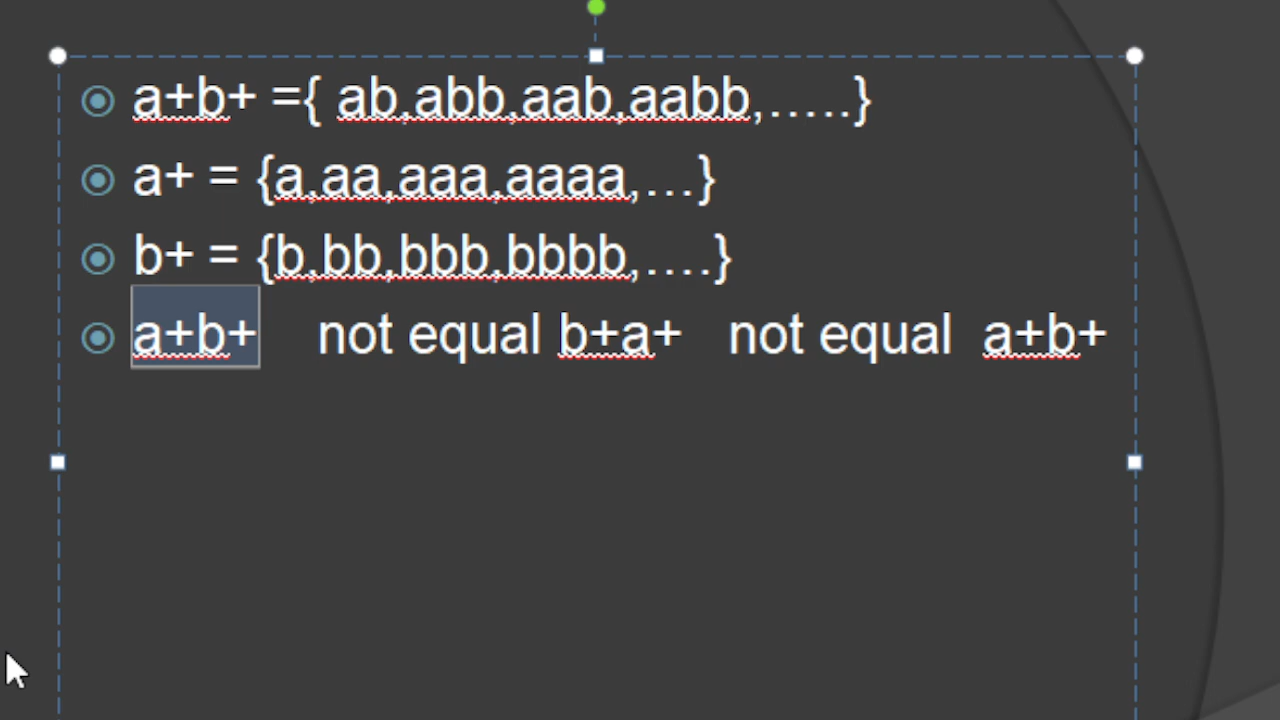 a+b+ ={ ab,abb,aab,aabb,…..}
a+ = {a,aa,aaa,aaaa,…}
b+ = {b,bb,bbb,bbbb,….}
a+b+ not equal b+a+ not equal a+b+